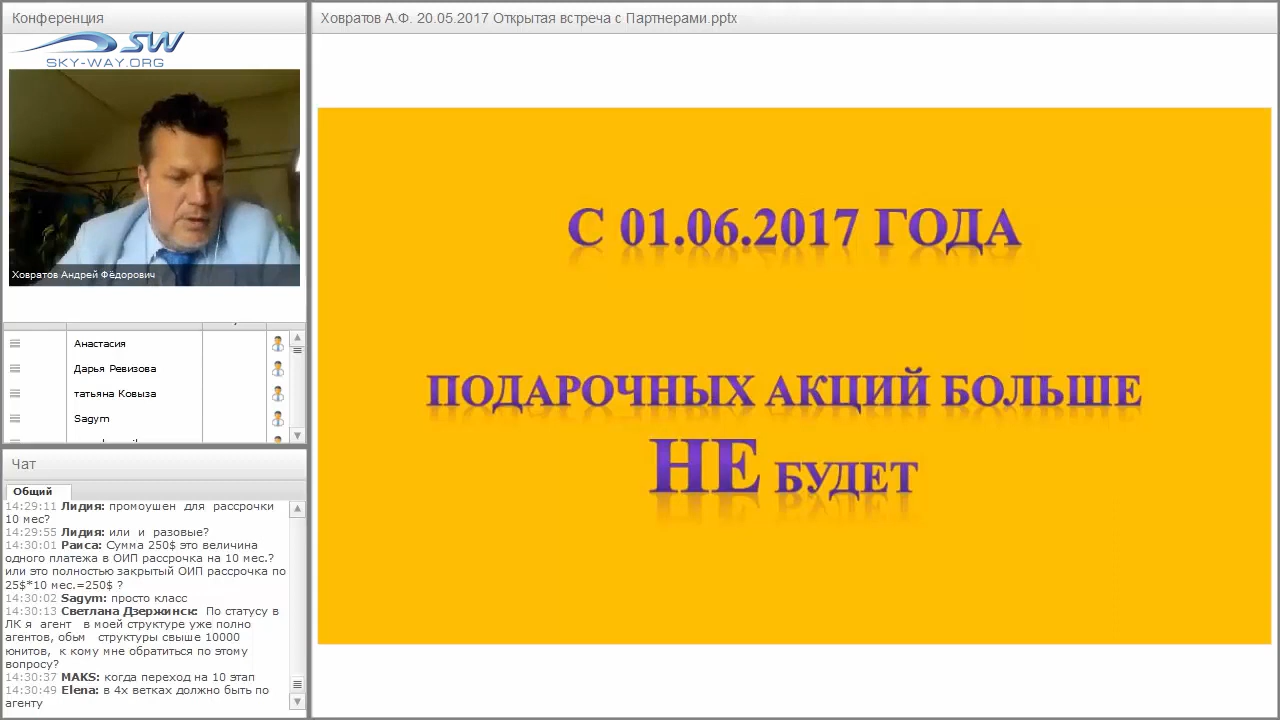 Конференция
SW
SKY-WAY.ORG
Ховратов Андрей Фёдорович
Анастасия
Дарья Ревизова
татьяна Ковыза
Sagym
Чат
Общий
14:29:11 Лидия: промоушен для рассрочки
10 мес?
14:29:55 Лидия: или и разовые?
14:30:01 Раиса: Сумма 250$ это величина
одного платежа в ОИП рассрочка на 10 мес.?
или это полностью закрытый ОИП рассрочка по
25$*10 мес.=250$ ?
14:30:02 Sagym: просто класс
14:30:13 Светлана Дзержинск: По статусу в
ЛК я агент в моей структуре уже полно
агентов, обьм структуры свыше 10000
юнитов, к кому мне обратиться по этому
вопросу?
14:30:37 MAKS: когда переход на 10 этап
14:30:49 Elena: в 4х ветках должно быть по
агенту
Ховратов А.Ф. 20.05.2017 Открытая встреча с Партнерами.pptx
С 01.06.2017 ГОДА
ПОДАРОЧНЫХ АКЦИЙ БОЛЬШЕ
НЕ БУДЕТ